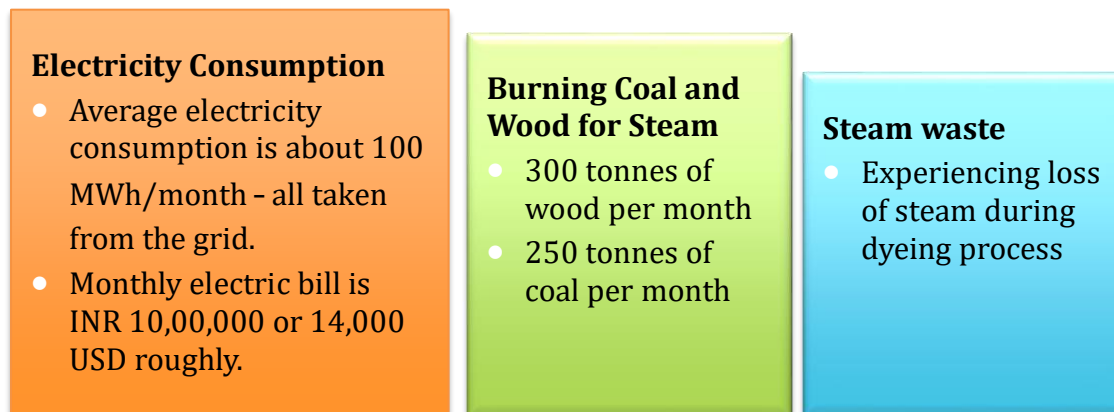 Electricity Consumption
• Average electricity
consumption is about 100
MWh/month – all taken
from the grid.
• Monthly electric bill is
INR 10,00,000 or 14,000
USD roughly.
Burning Coal and
Wood for Steam
• 300 tonnes of
wood per month
• 250 tonnes of
coal per month
Steam waste
• Experiencing loss
of steam during
dyeing process